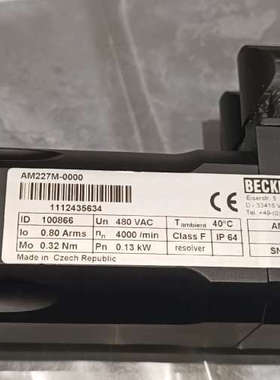 AM227M-0000
1112435634
ID 100866 Un 480 VAC Tambient 40°C
Io 0.80 Arms nn 4000 /min Class F IP 64
Mo 0.32 Nm Pn 0.13 kW resolver
Made in Czech Republic
CE
BECK
Eiserstr. 5
D - 33415 V
Tel. +49-(0)
SN